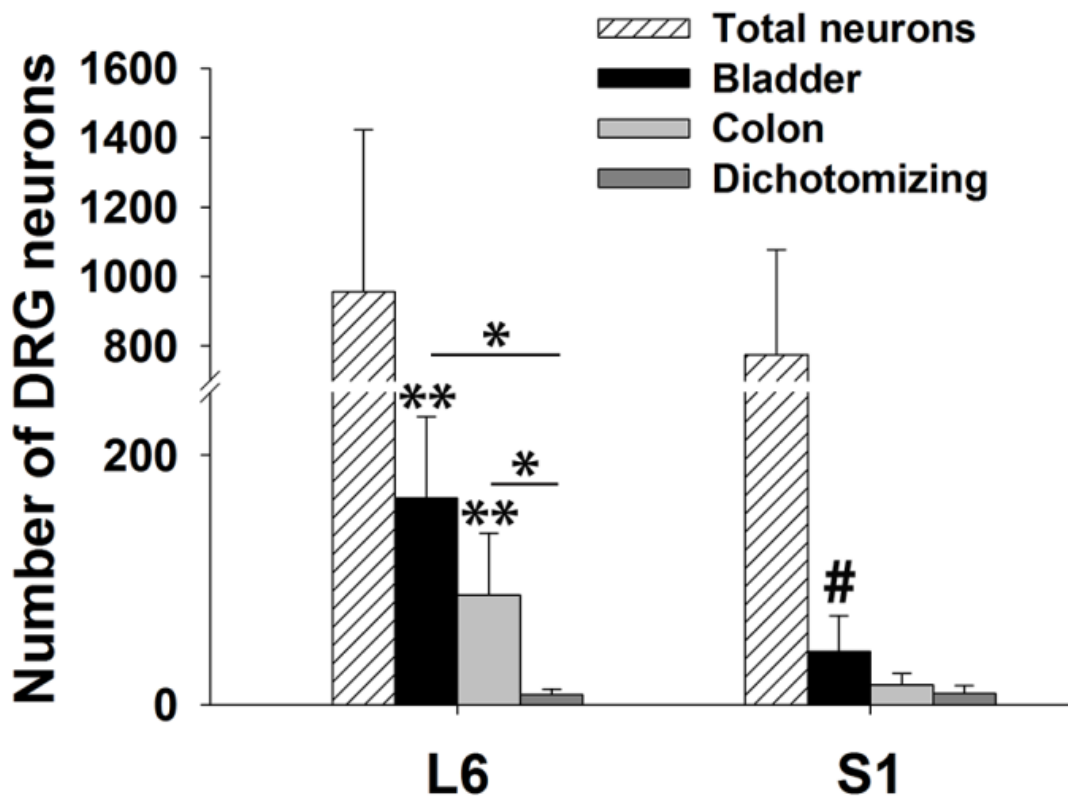 Total neurons
Bladder
Colon
Dichotomizing
Number of DRG neurons
1600
1400
1200
1000
800
200
0
*
**
*
**
#
L6
S1